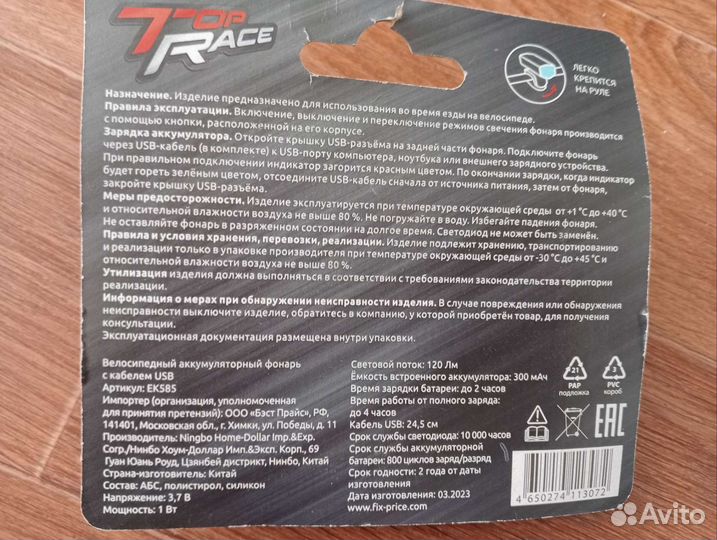 TOP RACE
ЛЕГКО
КРЕПИТСЯ
НА РУЛЕ
Назначение. Изделие предназначено для использования во время езды на велосипеде.
Правила эксплуатации. Включение, выключение и переключение режимов свечения фонаря производится
с помощью кнопки, расположенной на его корпусе.
Зарядка аккумулятора. Откройте крышку USB-разъёма на задней части фонаря. Подключите фонарь
через USB-кабель (в комплекте) к USB-порту компьютера, ноутбука или внешнего зарядного устройства.
При правильном подключении индикатор загорится красным цветом. По окончании зарядки, когда индикатор
будет гореть зелёным цветом, отсоедините USB-кабель сначала от источника питания, затем от фонаря,
закройте крышку USB-разъёма.
Меры предосторожности. Изделие эксплуатируется при температуре окружающей среды от +1 °С до +40 °С
и относительной влажности воздуха не выше 80 %. Не погружайте в воду. Избегайте падения фонаря.
Не оставляйте фонарь в разряженном состоянии на долгое время. Светодиод не может быть заменён.
Правила и условия хранения, перевозки, реализации. Изделие подлежит хранению, транспортированию
и реализации только в упаковке производителя при температуре окружающей среды от -30 °С до +45 °С и
относительной влажности воздуха не выше 80 %.
Утилизация изделия должна выполняться в соответствии с требованиями законодательства территории
реализации.
Информация о мерах при обнаружении неисправности изделия. В случае повреждения или обнаружения
неисправности выключите изделие, обратитесь в компанию, у которой приобретён товар, для получения
консультации.
Эксплуатационная документация размещена внутри упаковки.
Велосипедный аккумуляторный фонарь
с кабелем USB
Артикул: EK585
Импортер (организация, уполномоченная
для принятия претензий): ООО «Бэст Прайс», РФ,
141401, Московская обл., г. Химки, ул. Победы, д. 11
Производитель: Ningbo Home-Dollar Imp.&Exp.
Corp./Нинбо Хоум-Доллар Имп.&Эксп. Корп., 69
Гуан Юань Роуд, Цзянбей дистрикт, Нинбо, Китай
Страна-изготовитель: Китай
Состав: АБС, полистирол, силикон
Напряжение: 3,7 В
Мощность: 1 Вт
Световой поток: 120 Лм
Ёмкость встроенного аккумулятора: 300 мАч
Время зарядки батареи: до 2 часов
Время работы от полного заряда:
до 4 часов
Кабель USB: 24,5 см
Срок службы светодиода: 10 000 часов
Срок службы аккумуляторной
батареи: 800 циклов заряд/разряд
Срок годности: 2 года от даты
изготовления
Дата изготовления: 03.2023
www.fix-price.com
21
PAP
подложка
3
PVC
короб
EAC
4 650274 113072
Avito